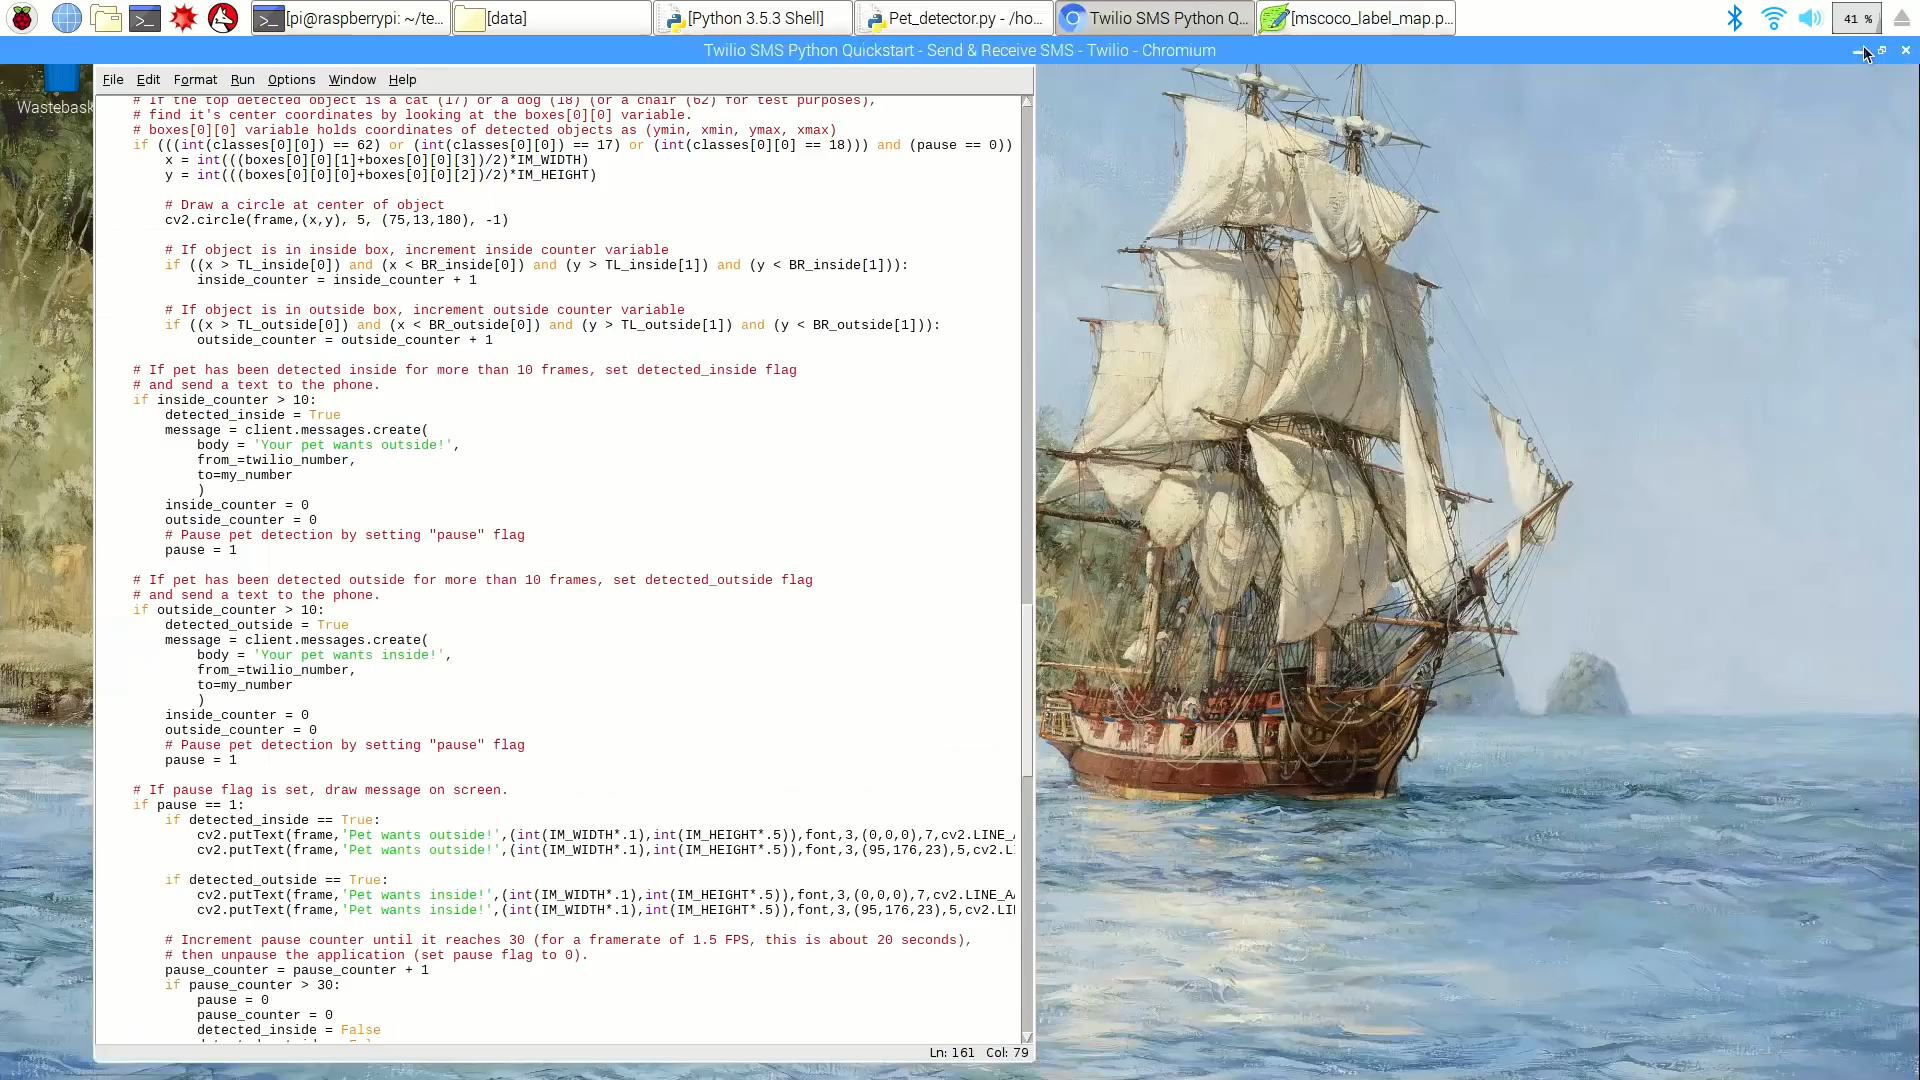 [pi@raspberrypi: ~/te...
[data]
[Python 3.5.3 Shell]
Pet_detector.py - /ho...
Twilio SMS Python Q...
[mscoco_label_map.p...
41 %
Twilio SMS Python Quickstart - Send & Receive SMS - Twilio - Chromium
Wastebask
File Edit Format Run Options Window Help
# If the top detected object is a cat (17) or a dog (18) (or a chair (62) for test purposes),
# find it's center coordinates by looking at the boxes[0][0] variable.
# boxes[0][0] variable holds coordinates of detected objects as (ymin, xmin, ymax, xmax)
if (((int(classes[0][0]) == 62) or (int(classes[0][0]) == 17) or (int(classes[0][0] == 18))) and (pause == 0))
x = int(((boxes[0][0][1]+boxes[0][0][3])/2)*IM_WIDTH)
y = int(((boxes[0][0][0]+boxes[0][0][2])/2)*IM_HEIGHT)
# Draw a circle at center of object
cv2.circle(frame,(x,y), 5, (75,13,180), -1)
# If object is in inside box, increment inside counter variable
if ((x > TL_inside[0]) and (x < BR_inside[0]) and (y > TL_inside[1]) and (y < BR_inside[1])):
inside_counter = inside_counter + 1
# If object is in outside box, increment outside counter variable
if ((x > TL_outside[0]) and (x < BR_outside[0]) and (y > TL_outside[1]) and (y < BR_outside[1])):
outside_counter = outside_counter + 1
# If pet has been detected inside for more than 10 frames, set detected_inside flag
# and send a text to the phone.
if inside_counter > 10:
detected_inside = True
message = client.messages.create(
body = 'Your pet wants outside!',
from_=twilio_number,
to=my_number
)
inside_counter = 0
outside_counter = 0
# Pause pet detection by setting "pause" flag
pause = 1
# If pet has been detected outside for more than 10 frames, set detected_outside flag
# and send a text to the phone.
if outside_counter > 10:
detected_outside = True
message = client.messages.create(
body = 'Your pet wants inside!',
from_=twilio_number,
to=my_number
)
inside_counter = 0
outside_counter = 0
# Pause pet detection by setting "pause" flag
pause = 1
# If pause flag is set, draw message on screen.
if pause == 1:
if detected_inside == True:
cv2.putText(frame,'Pet wants outside!',(int(IM_WIDTH*.1),int(IM_HEIGHT*.5)),font,3,(0,0,0),7,cv2.LINE_A
cv2.putText(frame,'Pet wants outside!',(int(IM_WIDTH*.1),int(IM_HEIGHT*.5)),font,3,(95,176,23),5,cv2.L
if detected_outside == True:
cv2.putText(frame,'Pet wants inside!',(int(IM_WIDTH*.1),int(IM_HEIGHT*.5)),font,3,(0,0,0),7,cv2.LINE_A
cv2.putText(frame,'Pet wants inside!',(int(IM_WIDTH*.1),int(IM_HEIGHT*.5)),font,3,(95,176,23),5,cv2.LI
# Increment pause counter until it reaches 30 (for a framerate of 1.5 FPS, this is about 20 seconds),
# then unpause the application (set pause flag to 0).
pause_counter = pause_counter + 1
if pause_counter > 30:
pause = 0
pause_counter = 0
detected_inside = False
Ln: 161 Col: 79